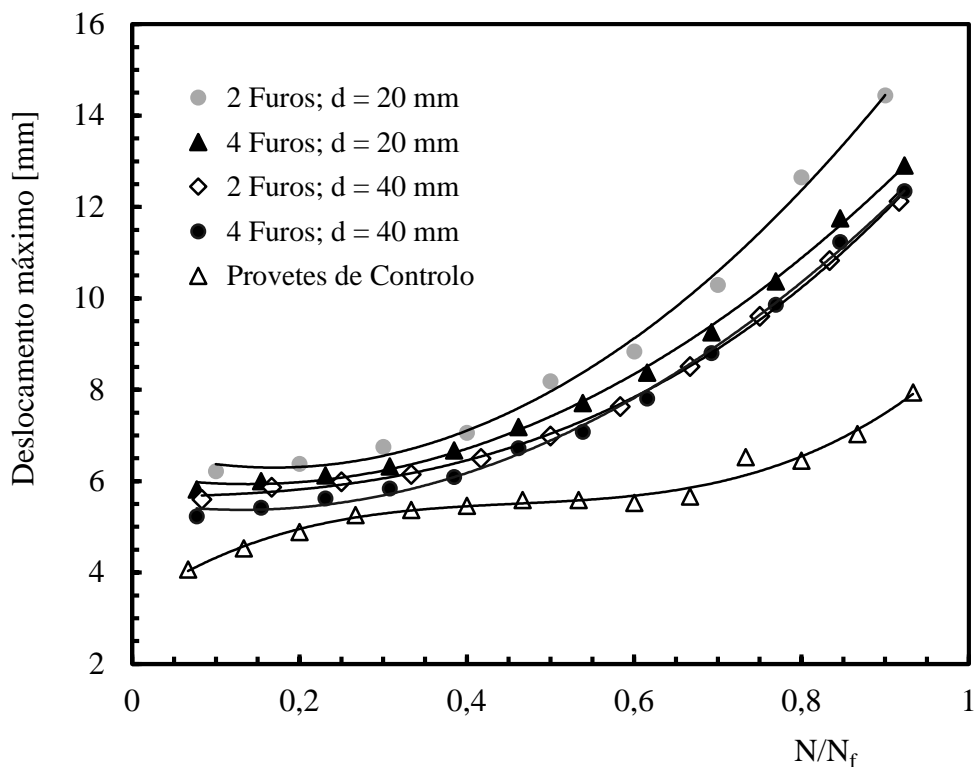 Deslocamento máximo [mm]
16
14
12
10
8
6
4
2
2 Furos; d = 20 mm
4 Furos; d = 20 mm
2 Furos; d = 40 mm
4 Furos; d = 40 mm
Provetes de Controlo
0
0,2
0,4
0,6
0,8
1
N/Nf